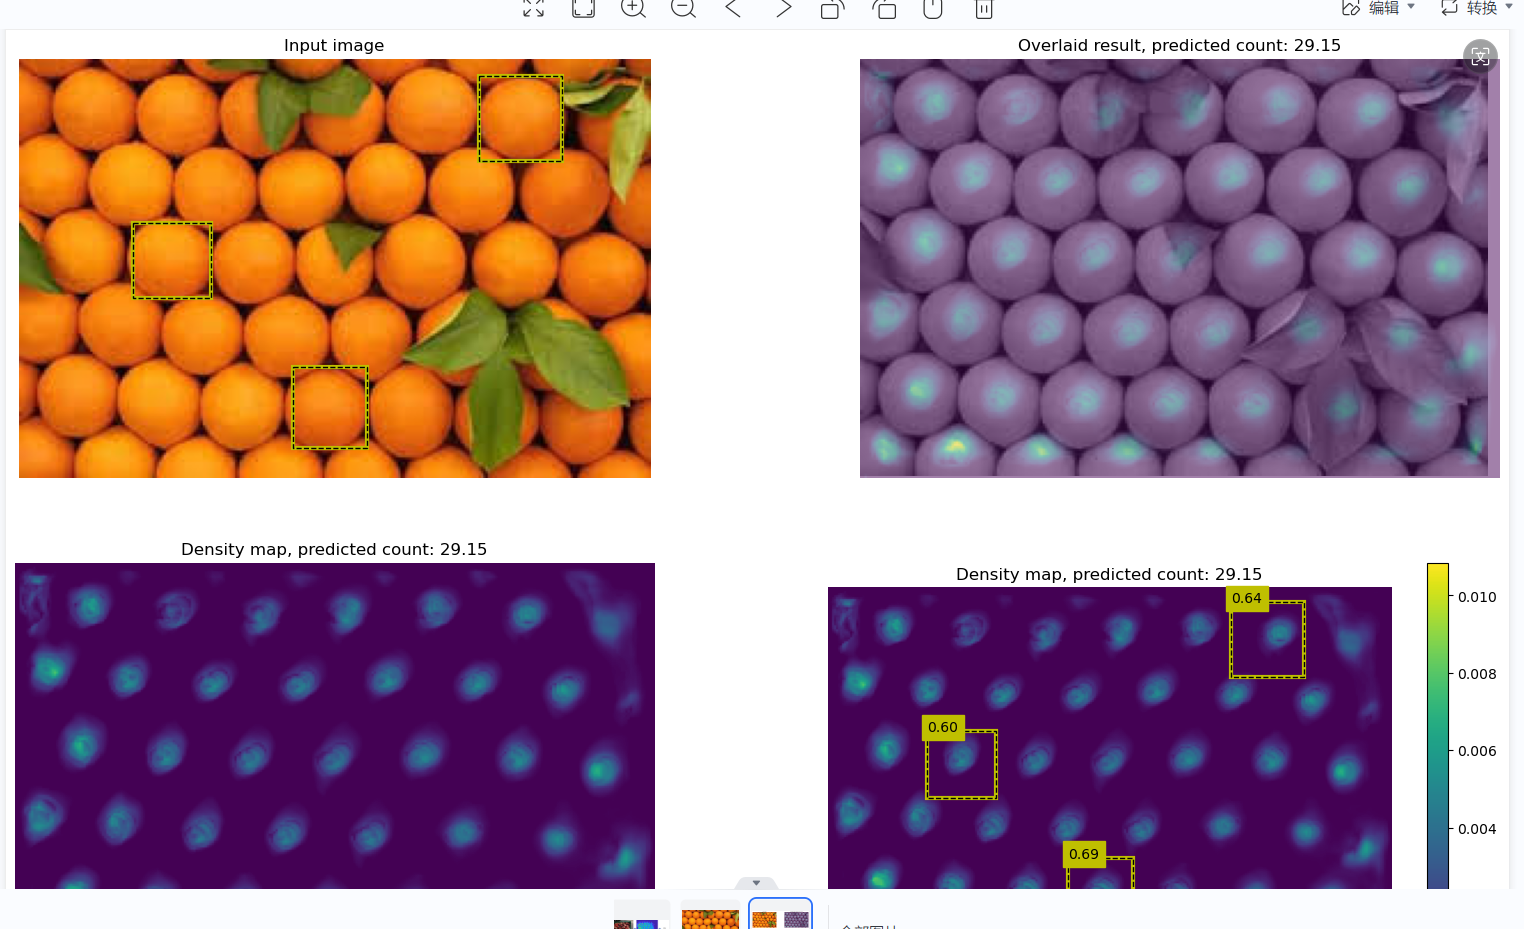 编辑
转换
Input image
Overlaid result, predicted count: 29.15
文
Density map, predicted count: 29.15
Density map, predicted count: 29.15
0.64
0.60
0.69
0.010
0.008
0.006
0.004